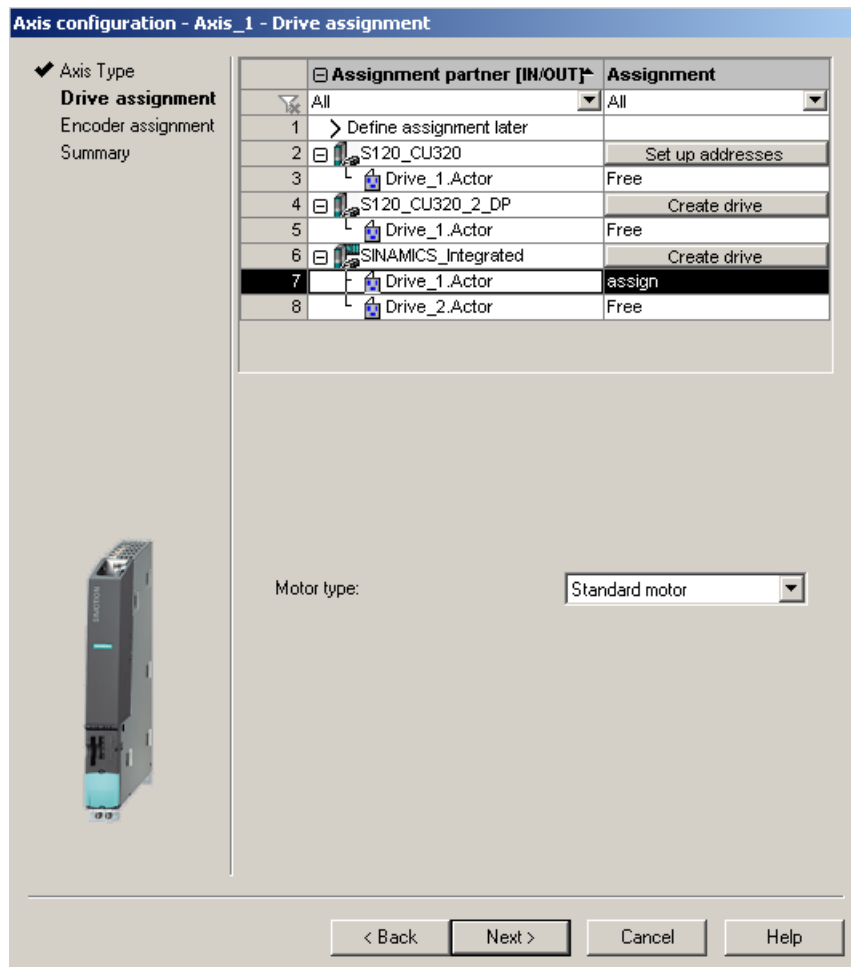 Axis configuration - Axis_1 - Drive assignment
Axis Type
Drive assignment
Encoder assignment
Summary
Assignment partner [IN/OUT] Assignment
All All
1 Define assignment later
2 S120_CU320 Set up addresses
3 Drive_1.Actor Free
4 S120_CU320_2_DP Create drive
5 Drive_1.Actor Free
6 SINAMICS_Integrated Create drive
7 Drive_1.Actor assign
8 Drive_2.Actor Free
SIMOTION
Motor type: Standard motor
< Back Next > Cancel Help